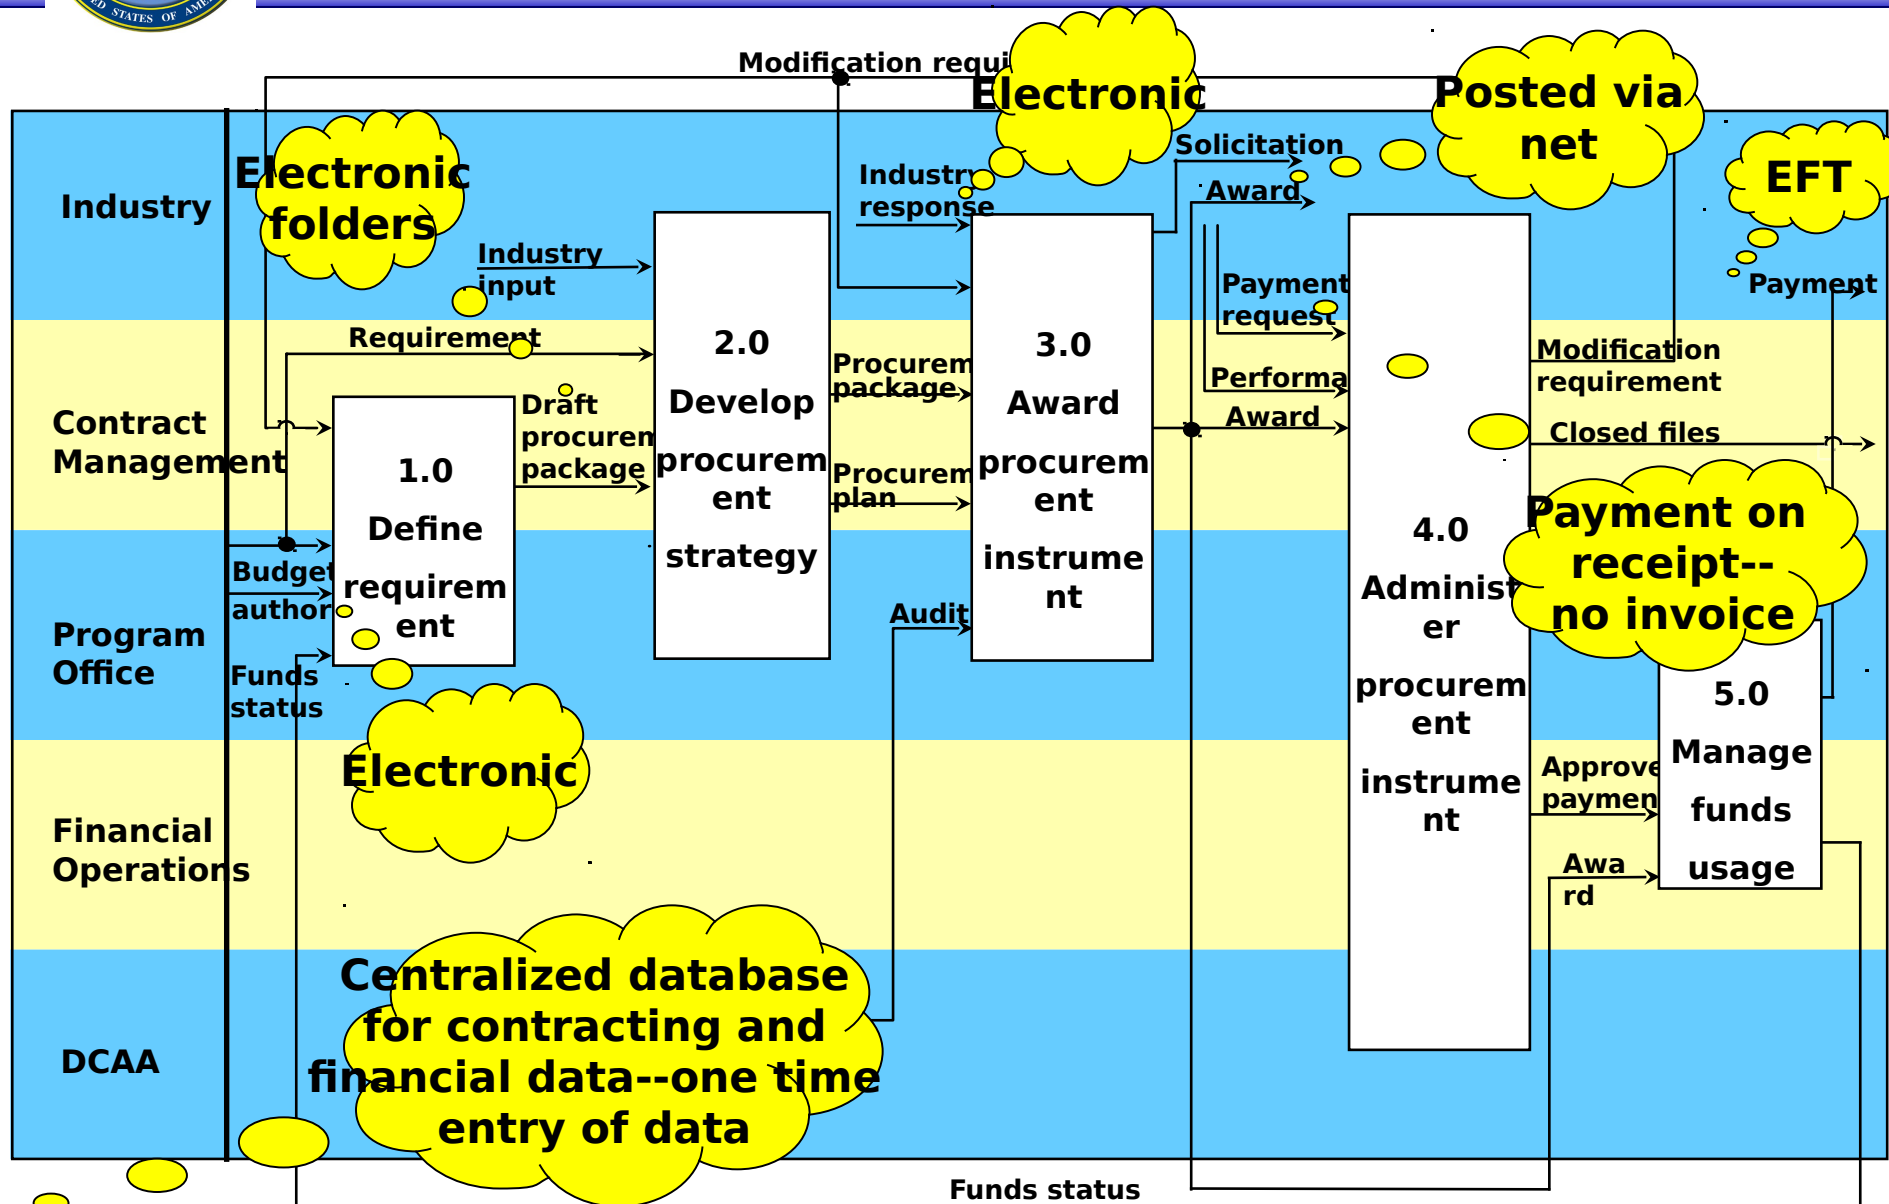 STATES OF
Modification requi
Electronic
Posted via
net
EFT
Electronic
folders
Industry
Industry
response
Solicitation
Award
Industry
input
Payment
request
Payment
Requirement
Contract
Management
Draft
procurem
package
2.0
Develop
procurem
ent
strategy
Procurem
package
Procurem
plan
3.0
Award
procurem
ent
instrume
nt
Performa
Award
Modification
requirement
Closed files
1.0
Define
requirem
ent
Budget
author
Funds
status
Program
Office
Audit
4.0
Administ
er
procurem
ent
instrume
nt
Payment on
receipt--
no invoice
5.0
Manage
funds
usage
Approve
paymen
Awa
rd
Electronic
Financial
Operations
Centralized database
for contracting and
financial data--one time
entry of data
DCAA
Funds status